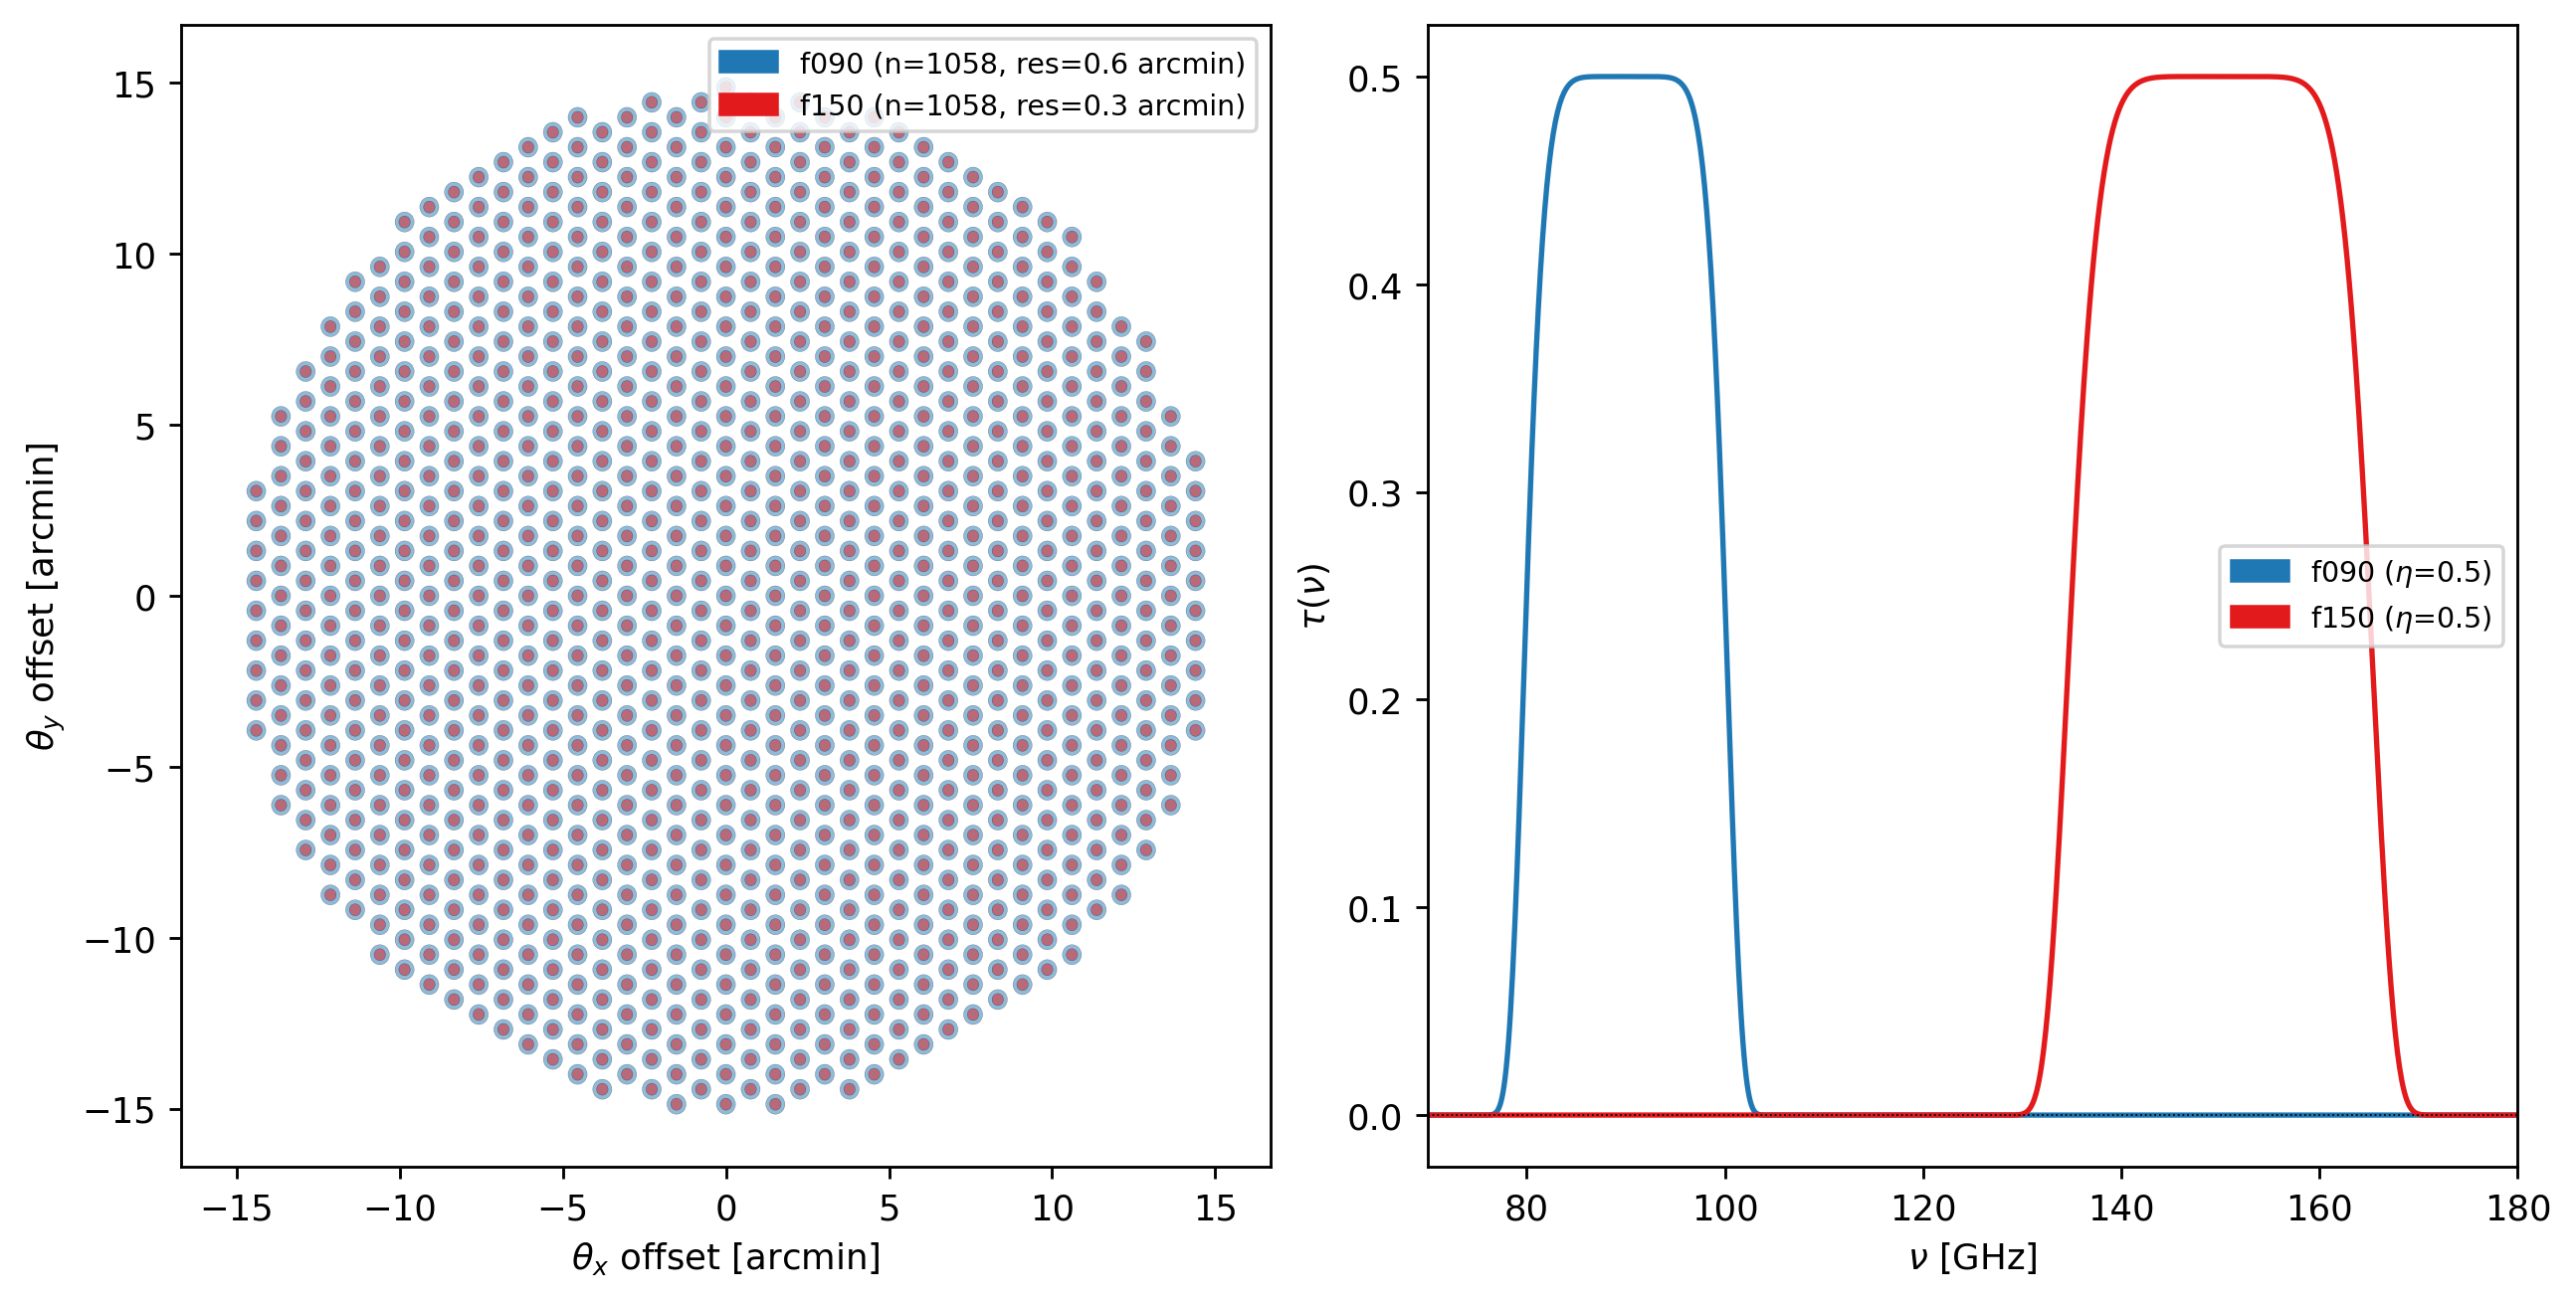 f090 (n=1058, res=0.6 arcmin)
f150 (n=1058, res=0.3 arcmin)
15
10
5
0
−5
−10
−15
θy offset [arcmin]
−15 −10 −5 0 5 10 15
θx offset [arcmin]
0.5
0.4
0.3
0.2
0.1
0.0
τ(ν)
f090 (η=0.5)
f150 (η=0.5)
80 100 120 140 160 180
ν [GHz]